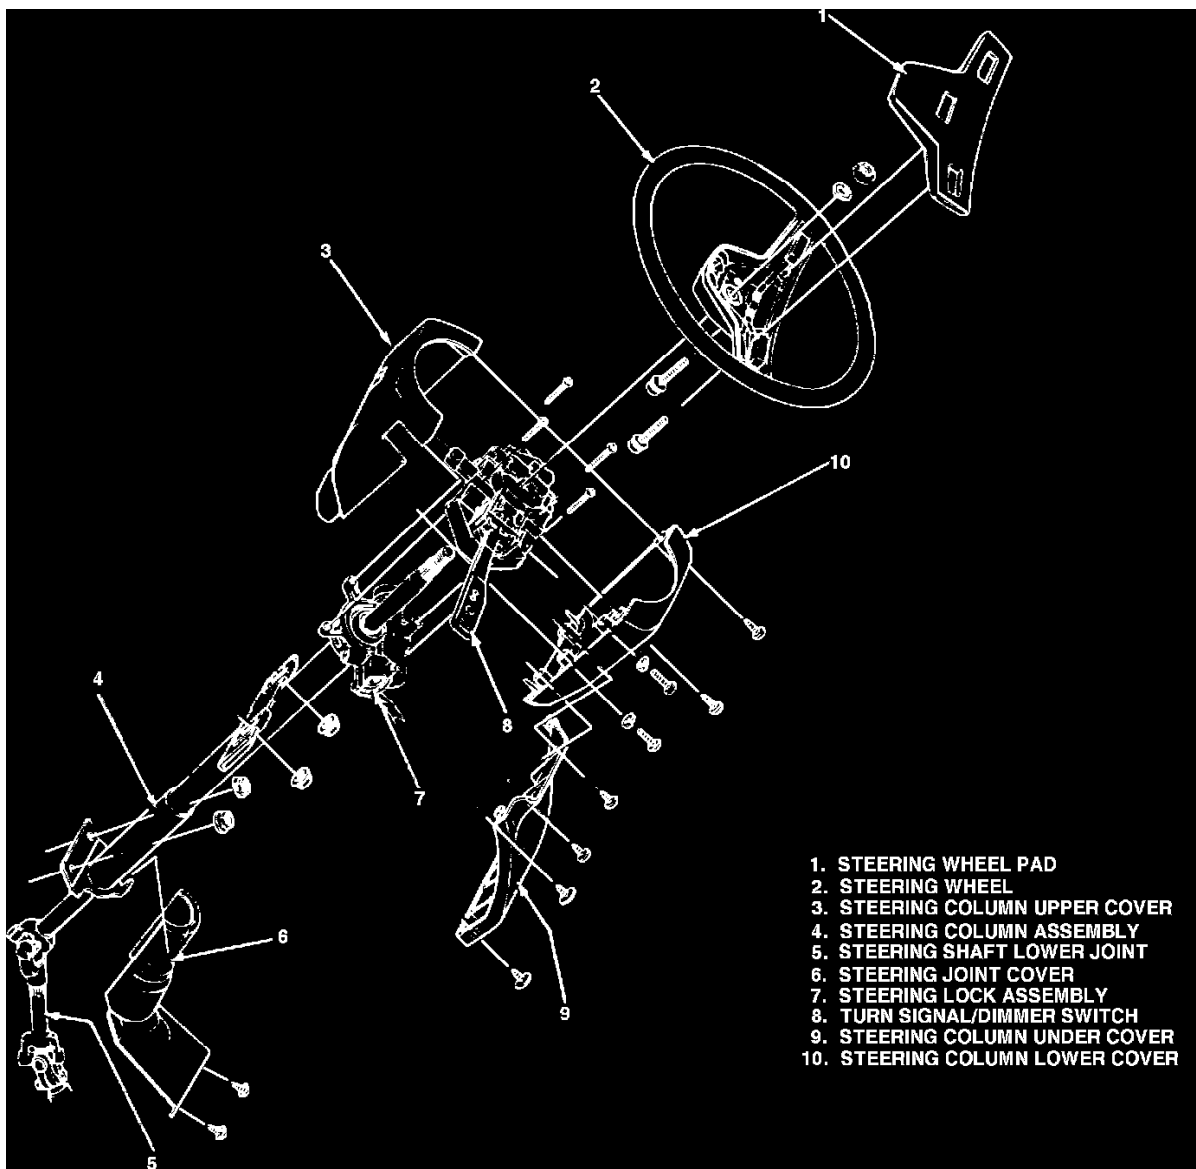 1
2
3
10
4
8
7
6
9
5
1. STEERING WHEEL PAD
2. STEERING WHEEL
3. STEERING COLUMN UPPER COVER
4. STEERING COLUMN ASSEMBLY
5. STEERING SHAFT LOWER JOINT
6. STEERING JOINT COVER
7. STEERING LOCK ASSEMBLY
8. TURN SIGNAL/DIMMER SWITCH
9. STEERING COLUMN UNDER COVER
10. STEERING COLUMN LOWER COVER